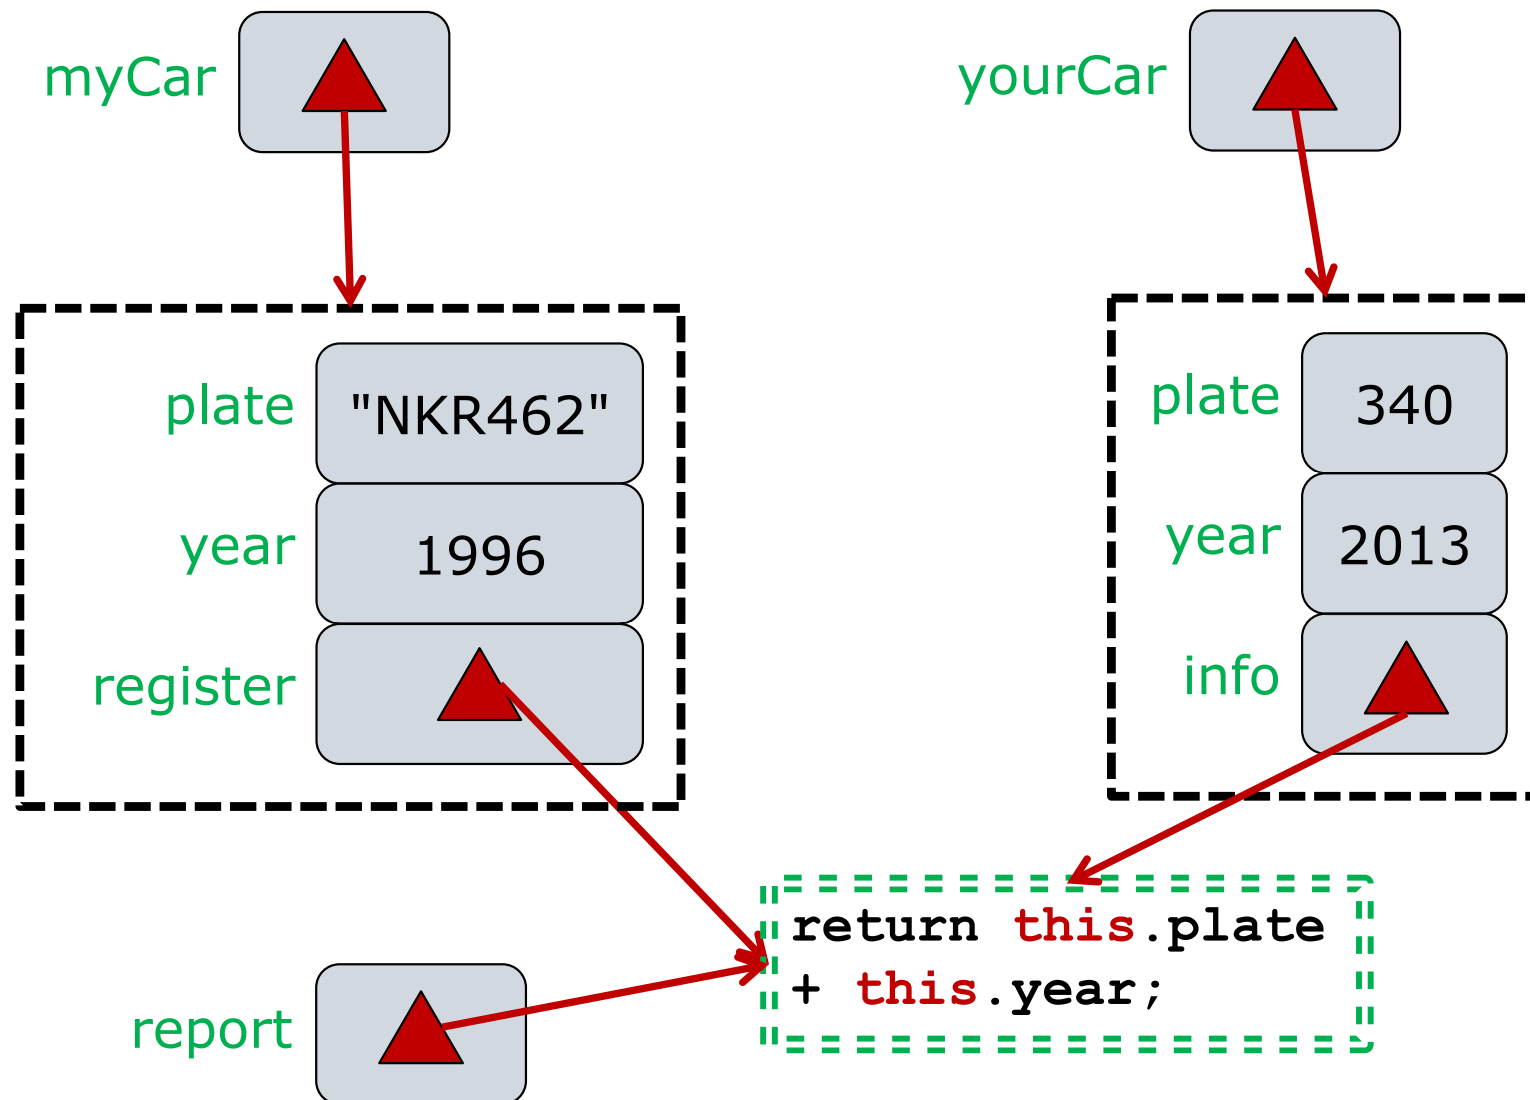 myCar
yourCar
plate "NKR462"
year 1996
register
plate 340
year 2013
info
return this.plate
+ this.year;
report